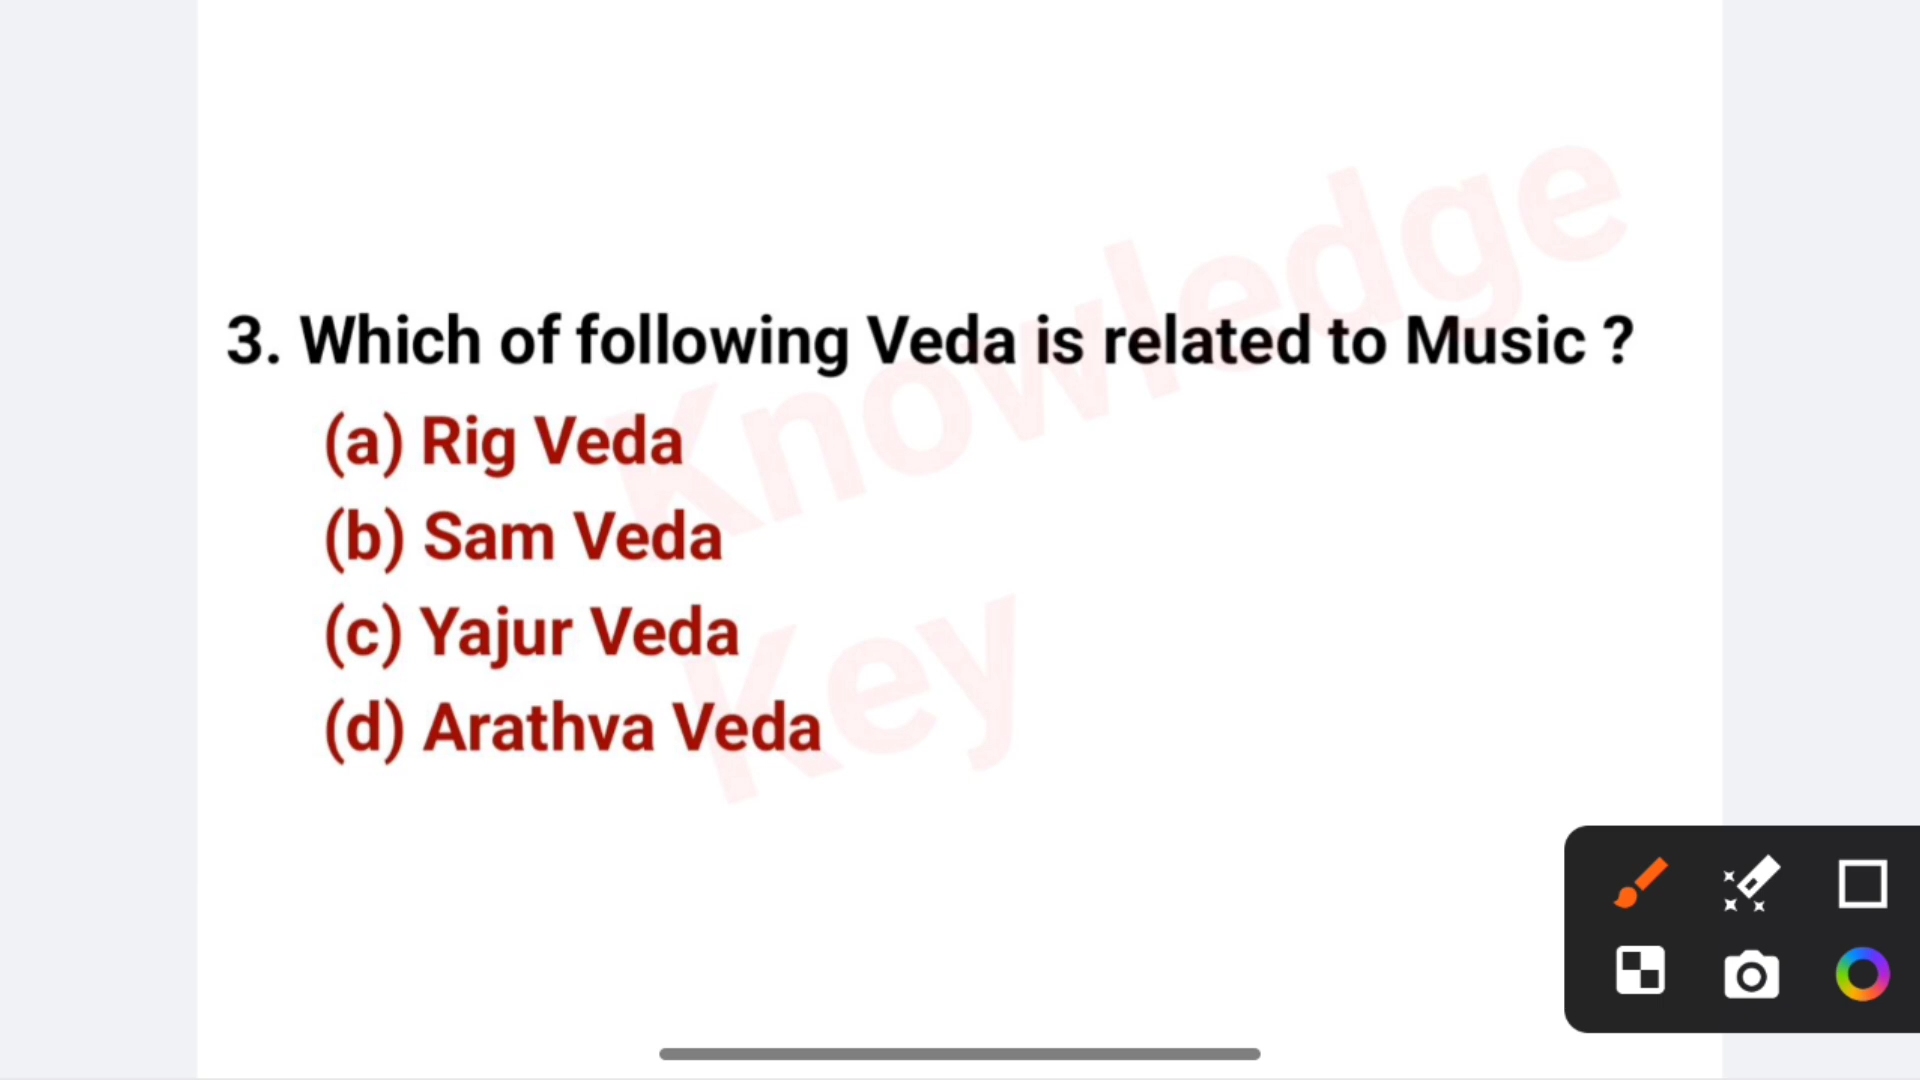 3. Which of following Veda is related to Music ?
(a) Rig Veda
(b) Sam Veda
(c) Yajur Veda
(d) Arathva Veda
Knowledge
Key